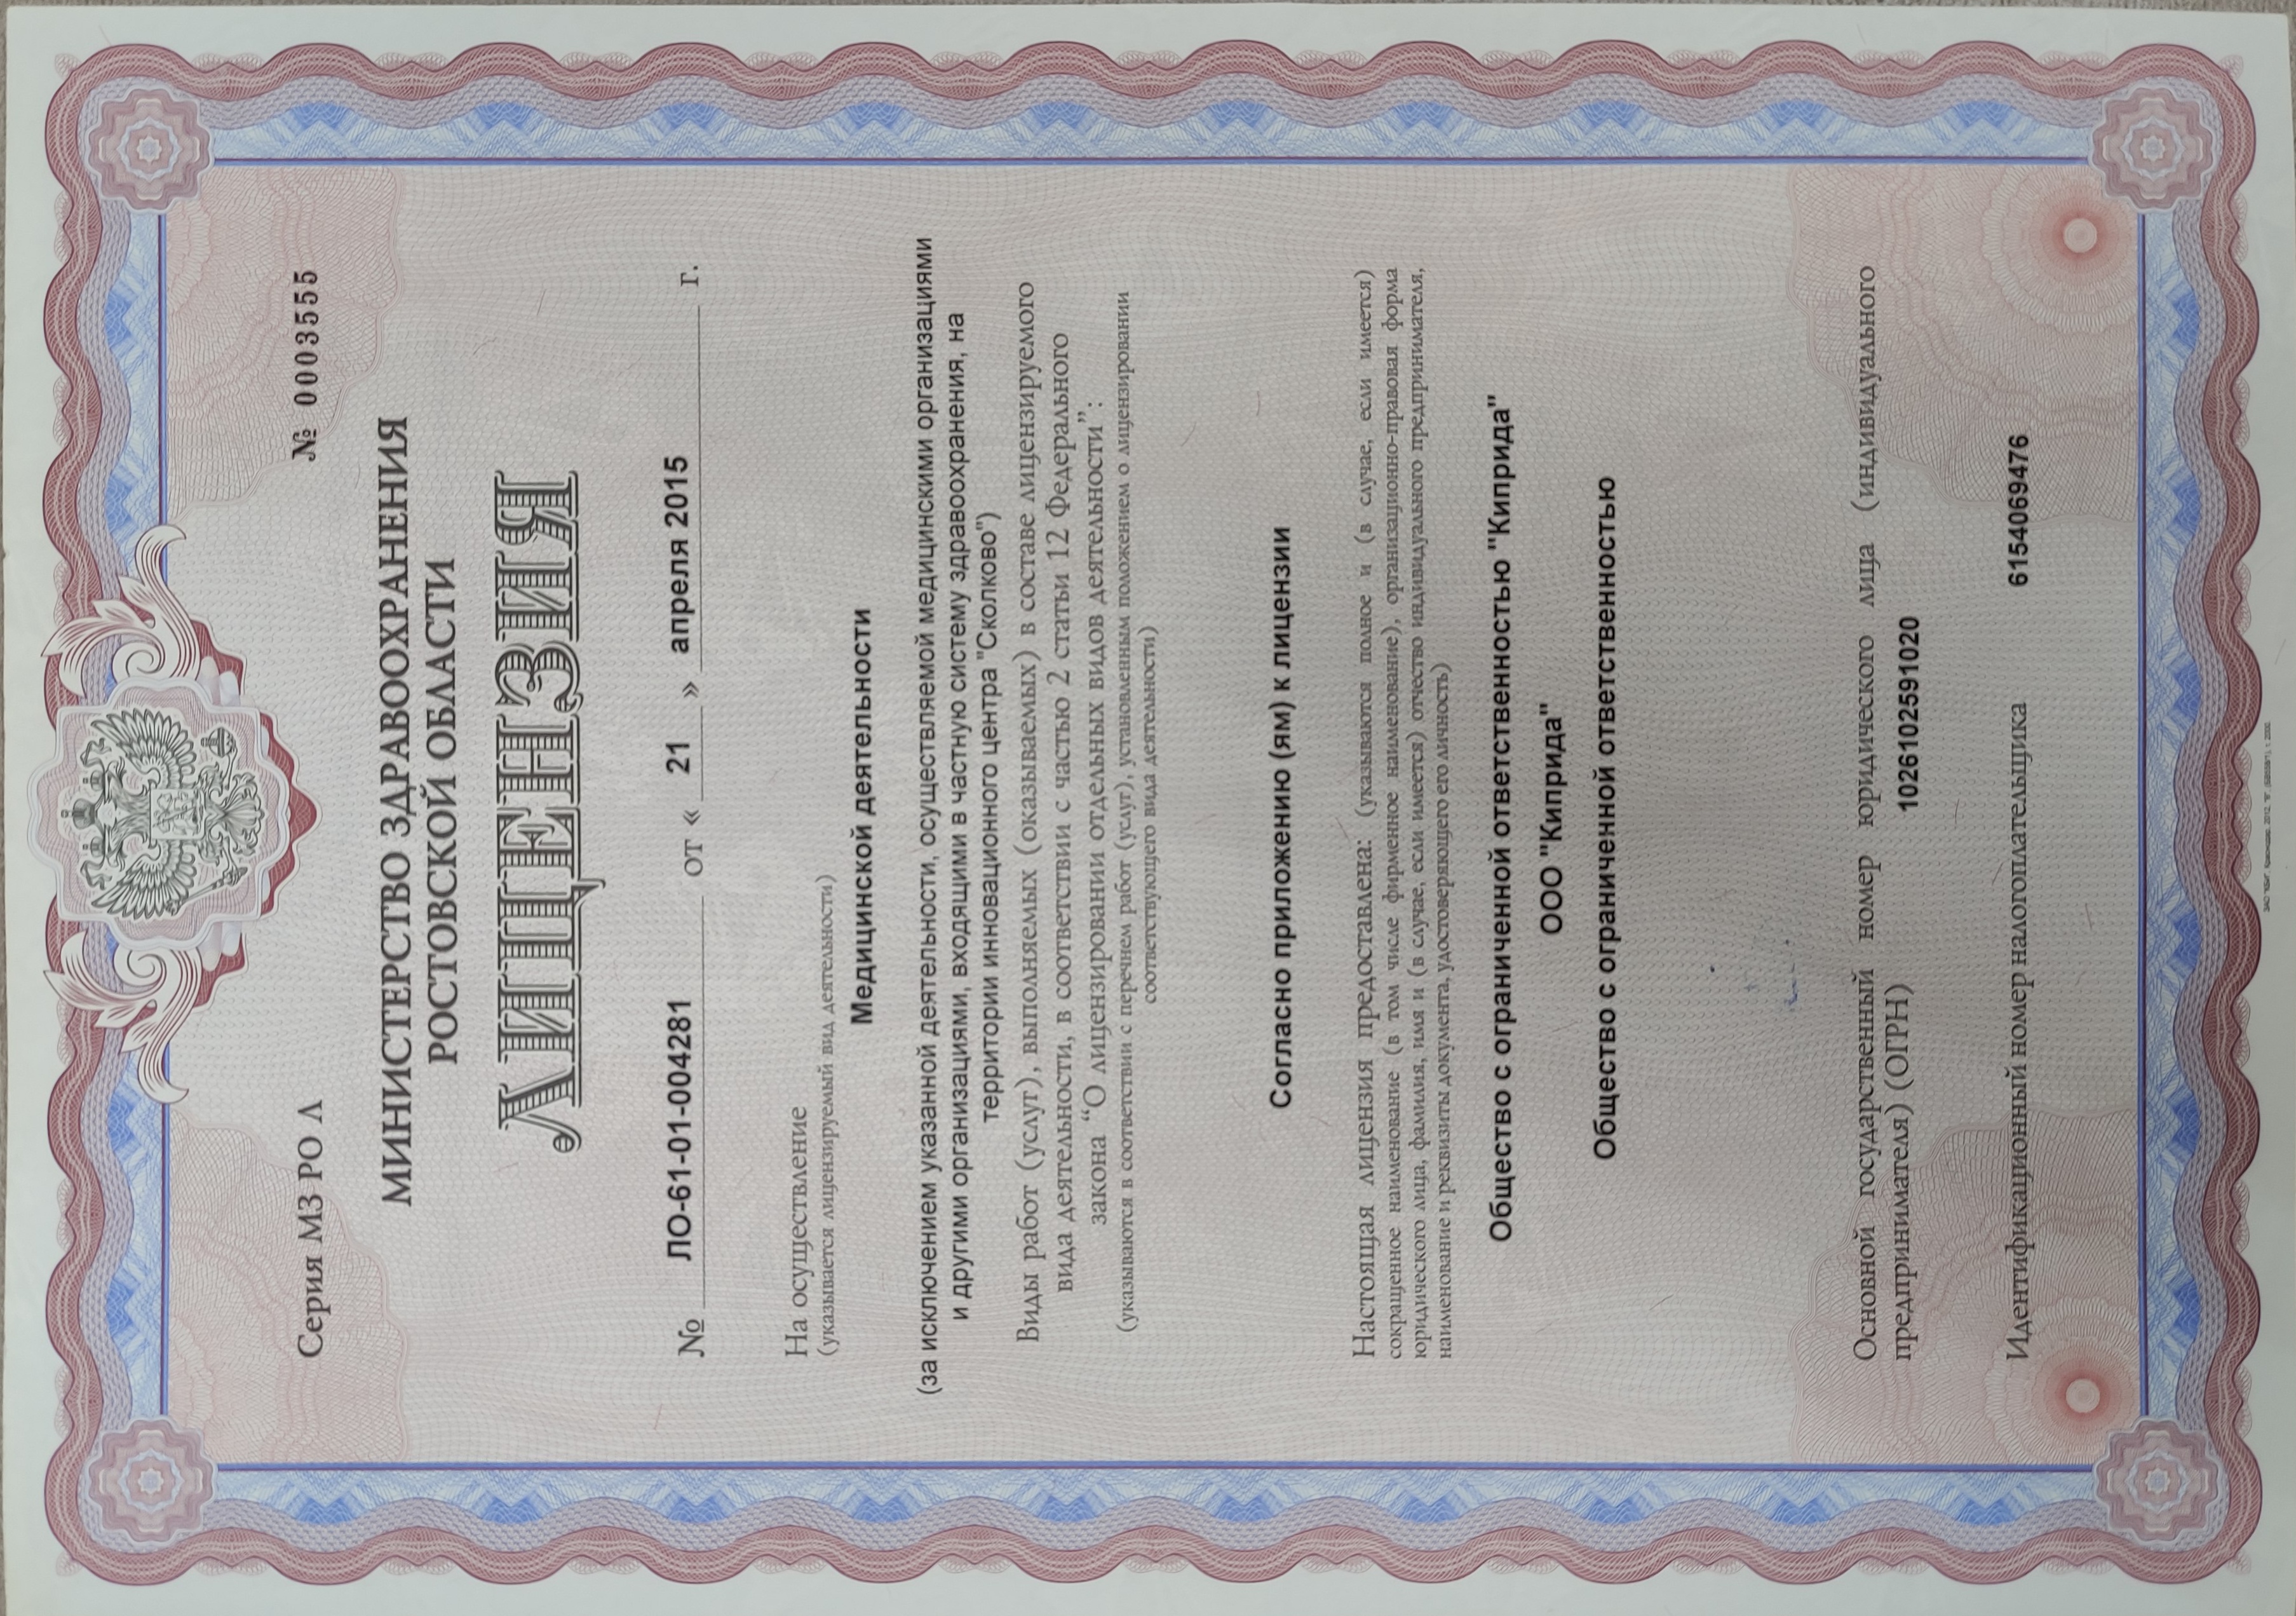 Серия МЗ РО Л
№ 0003555
МИНИСТЕРСТВО ЗДРАВООХРАНЕНИЯ
РОСТОВСКОЙ ОБЛАСТИ
ЛИЦЕНЗИЯ
№ ЛО-61-01-004281 от « 21 » апреля 2015 г.
На осуществление
(указывается лицензируемый вид деятельности)
Медицинской деятельности
(за исключением указанной деятельности, осуществляемой медицинскими организациями
и другими организациями, входящими в частную систему здравоохранения, на
территории инновационного центра "Сколково")
Виды работ (услуг), выполняемых (оказываемых) в составе лицензируемого
вида деятельности, в соответствии с частью 2 статьи 12 Федерального
закона “О лицензировании отдельных видов деятельности”:
(указываются в соответствии с перечнем работ (услуг), установленным положением о лицензировании
соответствующего вида деятельности)
Согласно приложению (ям) к лицензии
Настоящая лицензия предоставлена: (указываются полное и (в случае, если имеется)
сокращенное наименование (в том числе фирменное наименование), организационно-правовая форма
юридического лица, фамилия, имя и (в случае, если имеется) отчество индивидуального предпринимателя,
наименование и реквизиты документа, удостоверяющего его личность)
Общество с ограниченной ответственностью "Киприда"
ООО "Киприда"
Общество с ограниченной ответственностью
Основной государственный номер юридического лица (индивидуального
предпринимателя) (ОГРН) 1026102591020
Идентификационный номер налогоплательщика 6154069476